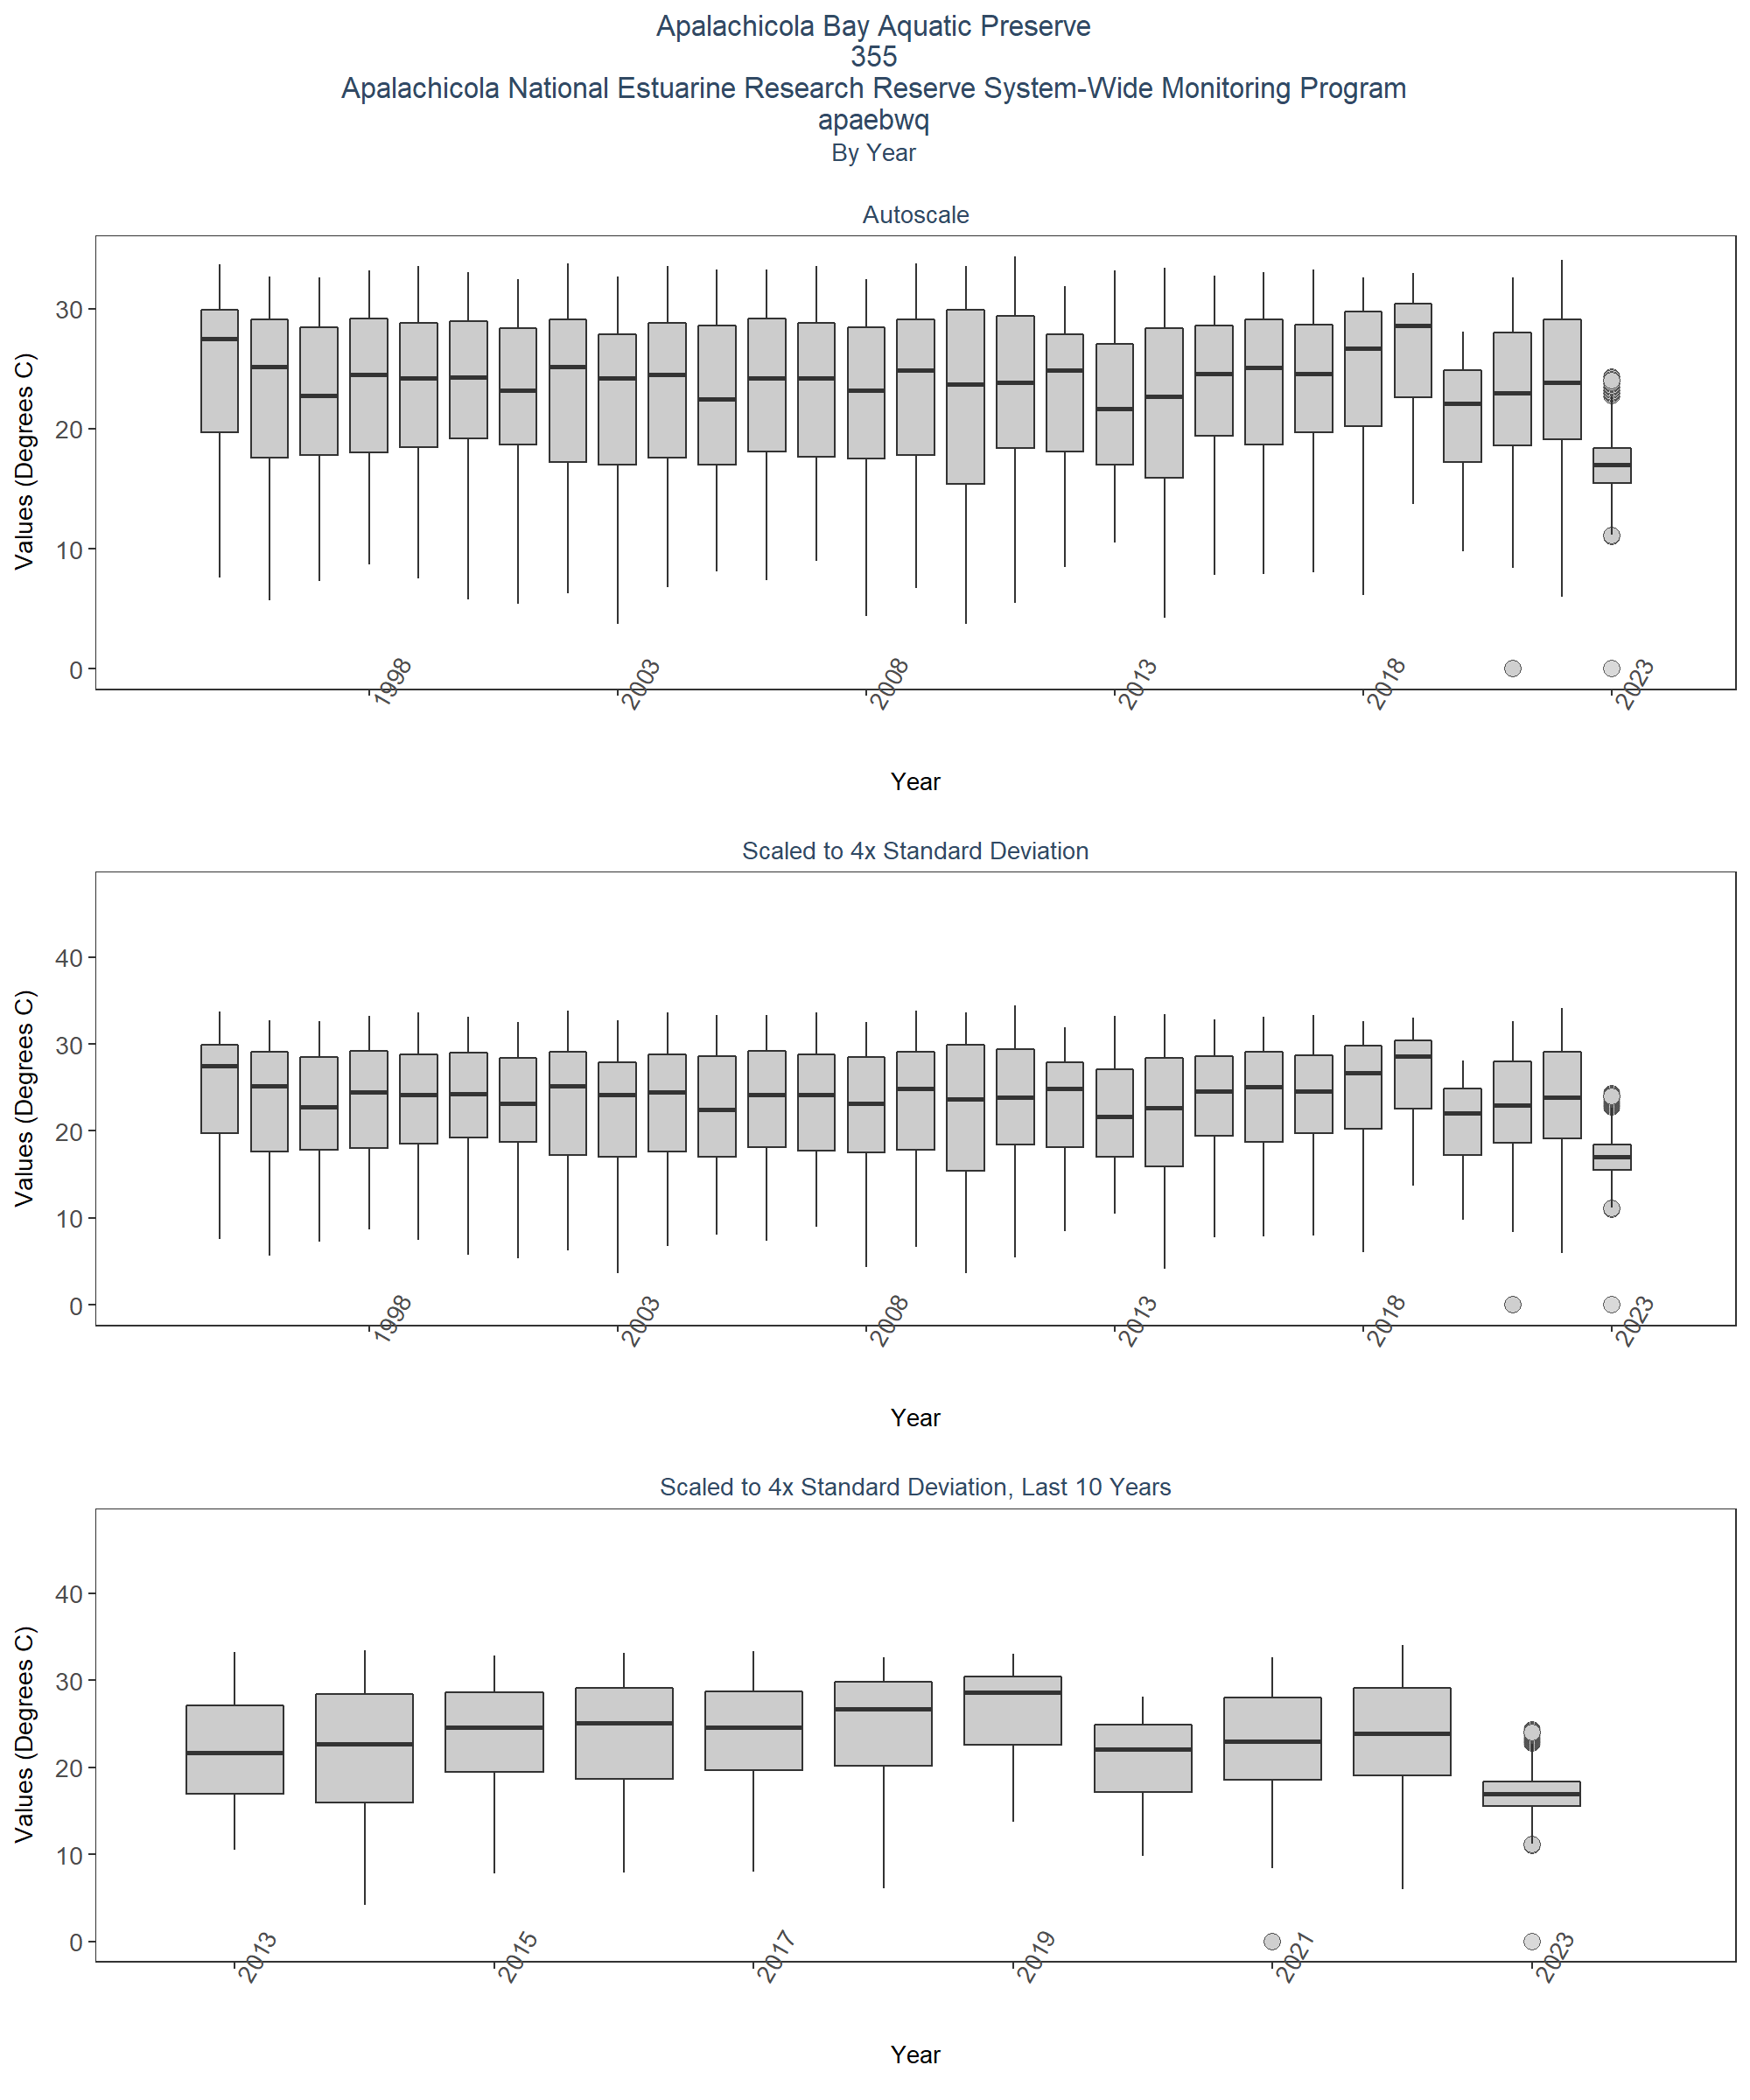 Apalachicola Bay Aquatic Preserve
355
Apalachicola National Estuarine Research Reserve System-Wide Monitoring Program
apaebwq
By Year
Autoscale
Values (Degrees C)
30
20
10
0
1998
2003
2008
2013
2018
2023
Year
Scaled to 4x Standard Deviation
Values (Degrees C)
40
30
20
10
0
1998
2003
2008
2013
2018
2023
Year
Scaled to 4x Standard Deviation, Last 10 Years
Values (Degrees C)
40
30
20
10
0
2013
2015
2017
2019
2021
2023
Year